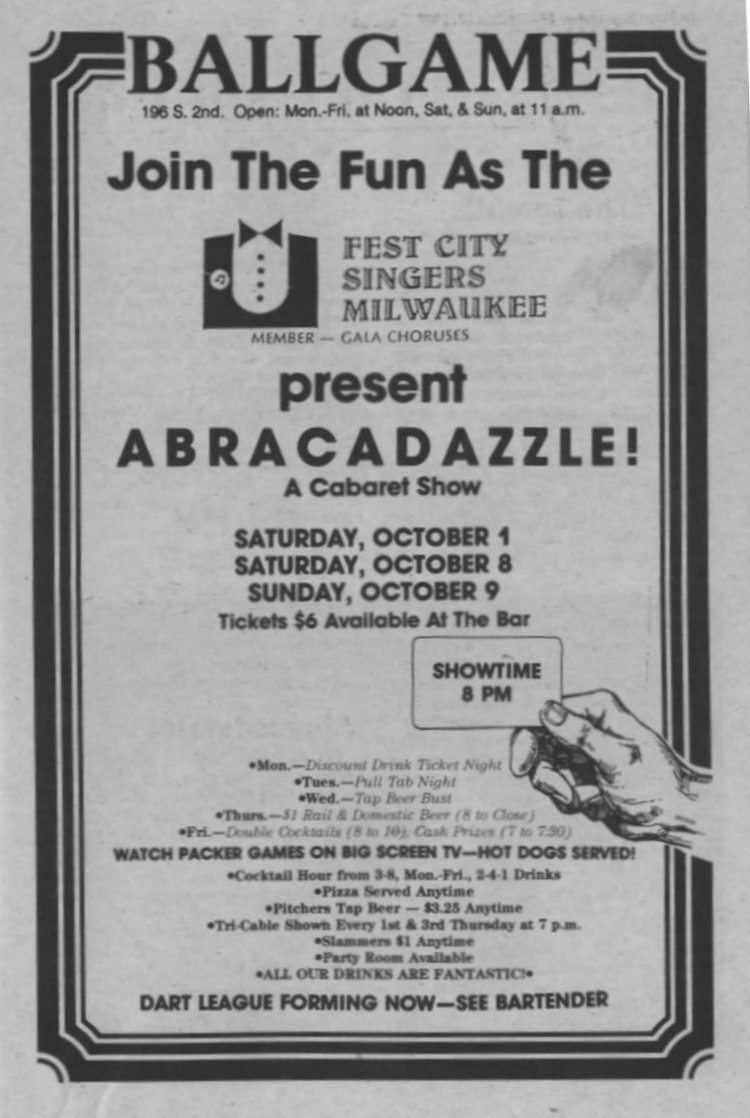 BALLGAME
196 S. 2nd. Open: Mon.-Fri. at Noon, Sat, & Sun, at 11 a.m.
Join The Fun As The
FEST CITY
SINGERS
MILWAUKEE
MEMBER — GALA CHORUSES
present
ABRACADAZZLE!
A Cabaret Show
SATURDAY, OCTOBER 1
SATURDAY, OCTOBER 8
SUNDAY, OCTOBER 9
Tickets $6 Available At The Bar
SHOWTIME
8 PM
•Mon.—Discount Drink Ticket Night
•Tues.—Pull Tab Night
•Wed.—Tap Beer Bust
•Thurs.—$1 Rail & Domestic Beer (8 to Close)
•Fri.—Double Cocktails (8 to 10), Cash Prizes (7 to 7:30)
WATCH PACKER GAMES ON BIG SCREEN TV—HOT DOGS SERVED!
•Cocktail Hour from 3-8, Mon.-Fri., 2-4-1 Drinks
•Pizza Served Anytime
•Pitchers Tap Beer — $3.25 Anytime
•Tri-Cable Shown Every 1st & 3rd Thursday at 7 p.m.
•Slammers $1 Anytime
•Party Room Available
•ALL OUR DRINKS ARE FANTASTIC!•
DART LEAGUE FORMING NOW—SEE BARTENDER